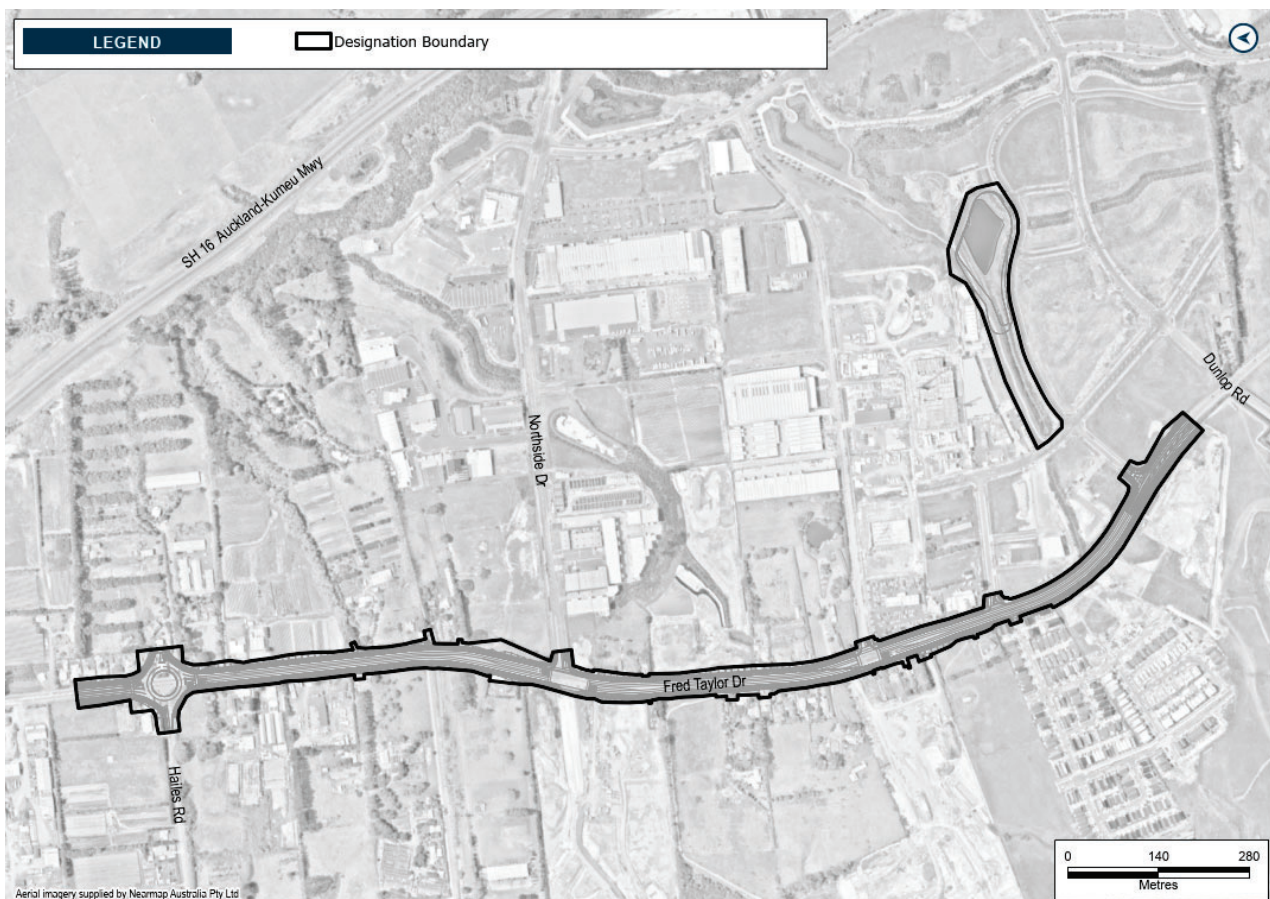 LEGEND
Designation Boundary
SH 16 Auckland-Kumeu Mwy
Dunlop Rd
Northside Dr
Fred Taylor Dr
Hailes Rd
0 140 280
Metres
Aerial imagery supplied by Nearmap Australia Pty Ltd